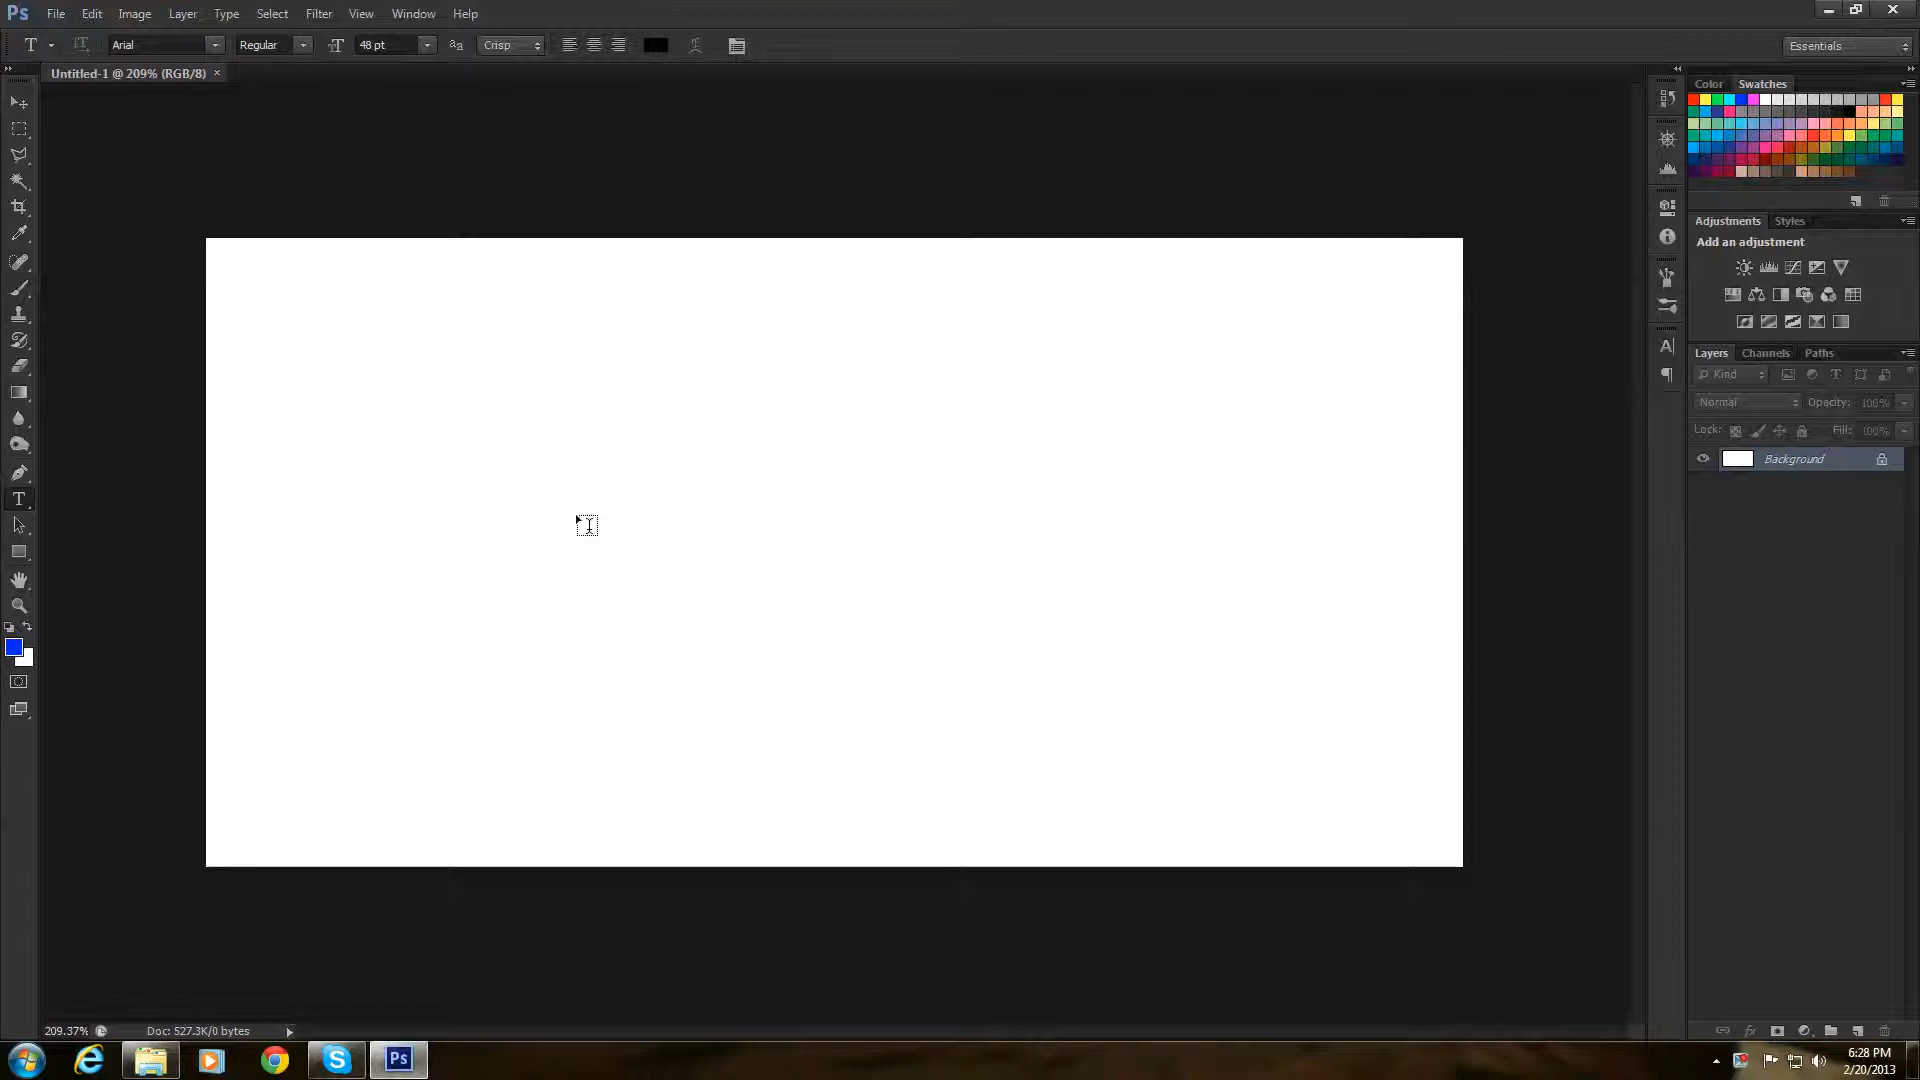 Ps File Edit Image Layer Type Select Filter View Window Help
T Arial Regular 48 pt Crisp Essentials
Untitled-1 @ 209% (RGB/8) ×
Color Swatches
Adjustments Styles
Add an adjustment
Layers Channels Paths
Kind
Normal Opacity: 100%
Lock: Fill: 100%
Background
209.37% Doc: 527.3K/0 bytes
Ps
6:28 PM
2/20/2013